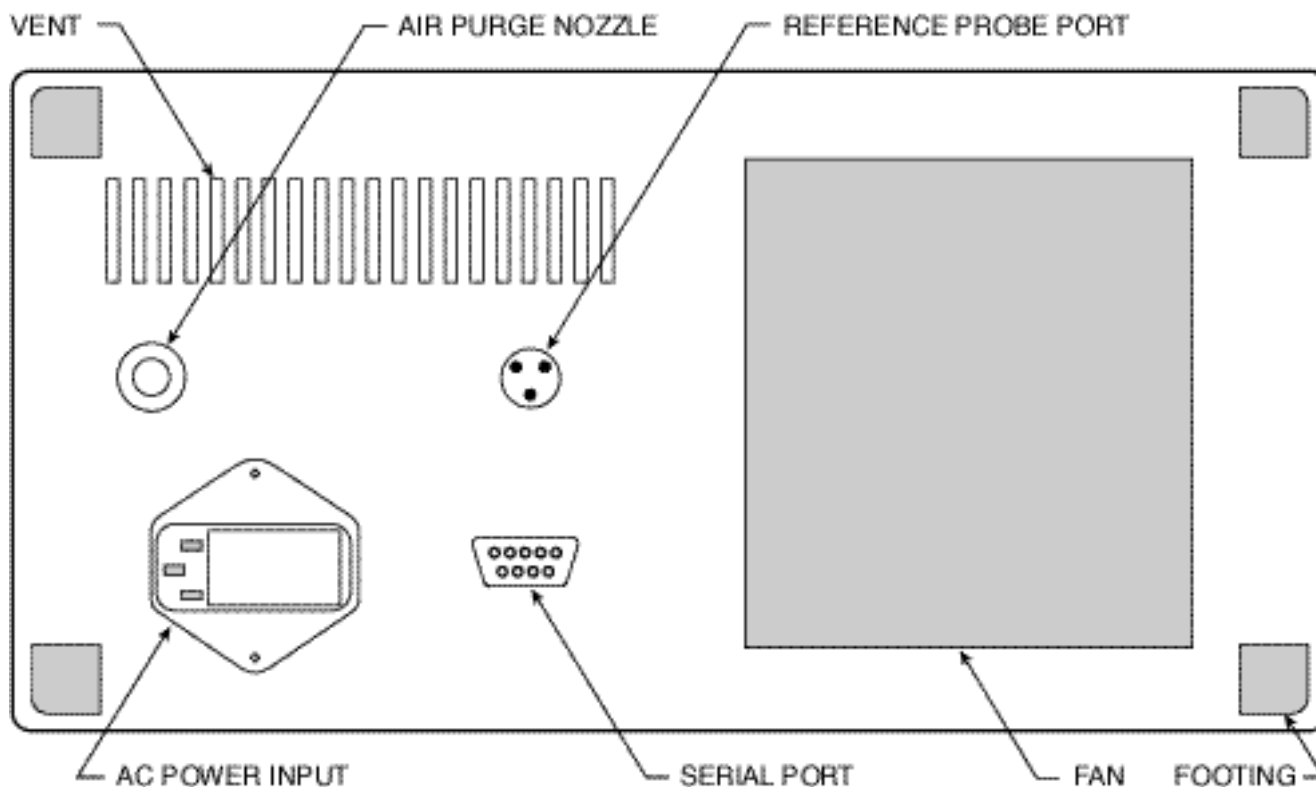 VENT
AIR PURGE NOZZLE
REFERENCE PROBE PORT
AC POWER INPUT
SERIAL PORT
FAN
FOOTING